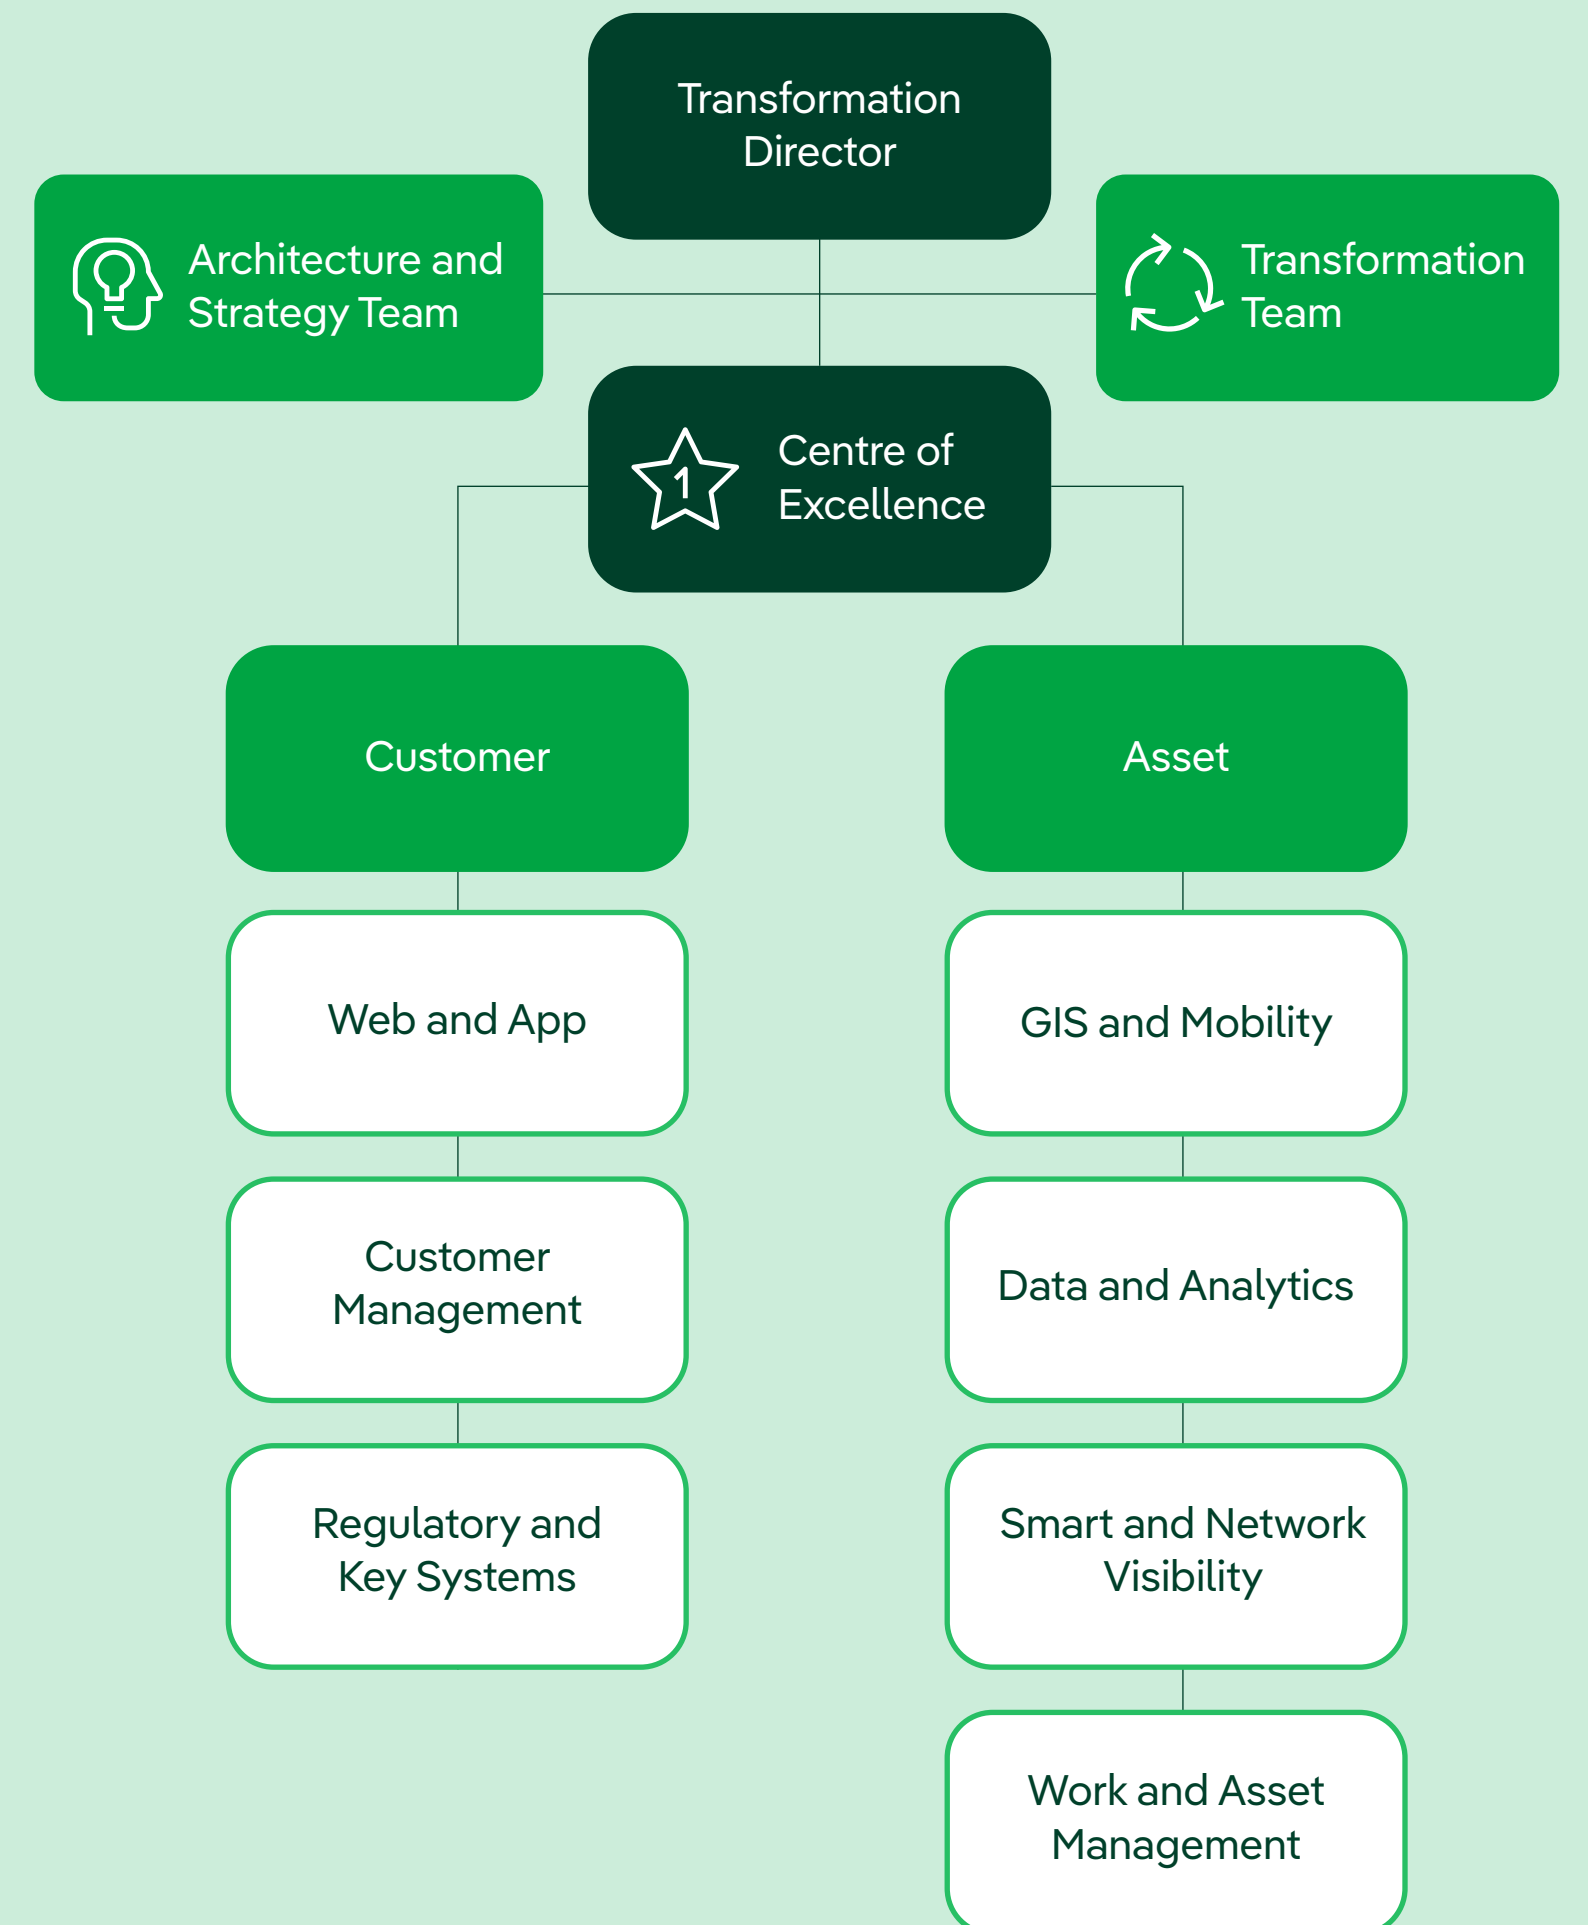 Transformation
Director
Architecture and
Strategy Team
Transformation
Team
1
Centre of
Excellence
Customer
Asset
Web and App
GIS and Mobility
Customer
Management
Data and Analytics
Regulatory and
Key Systems
Smart and Network
Visibility
Work and Asset
Management